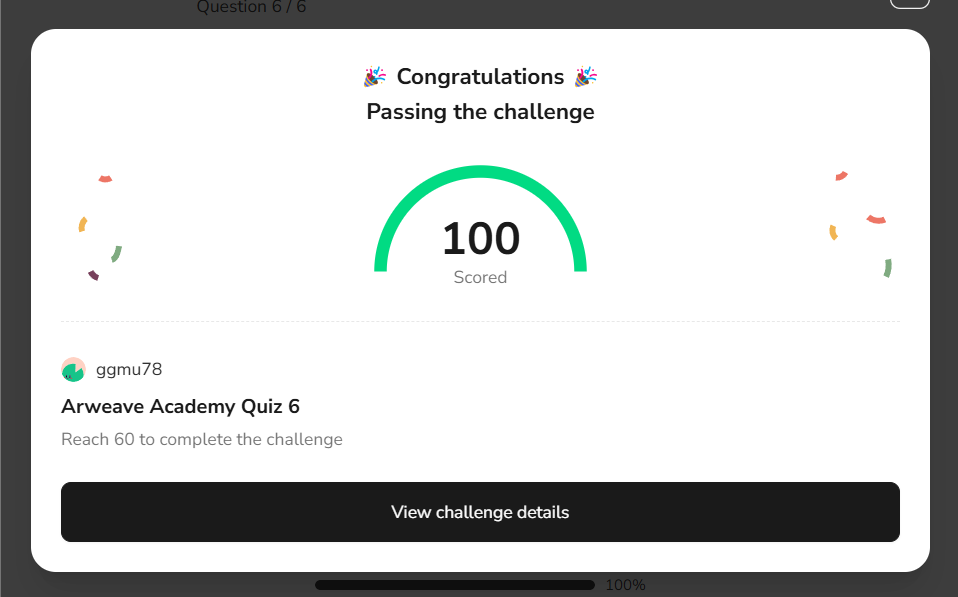 Question 6 / 6
🎉 Congratulations 🎉
Passing the challenge
100
Scored
ggmu78
Arweave Academy Quiz 6
Reach 60 to complete the challenge
View challenge details
100%